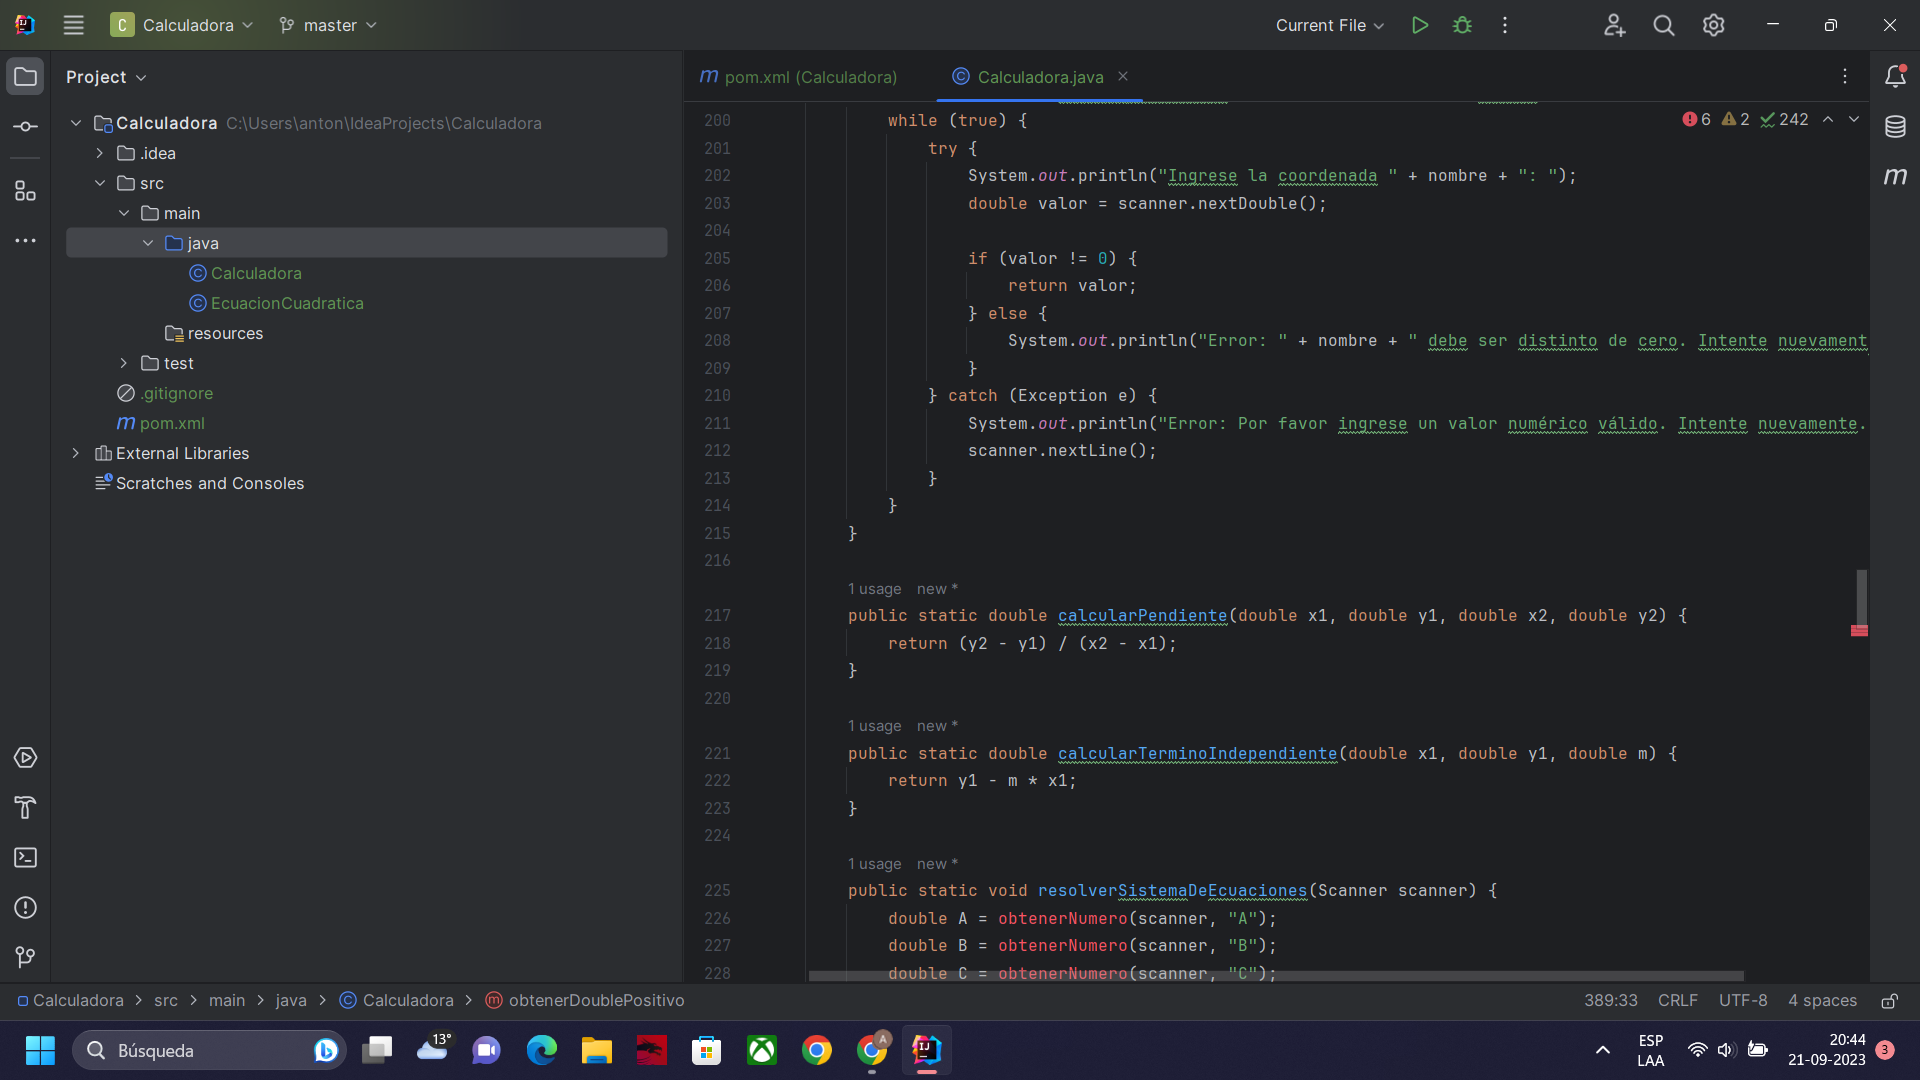 Calculadora
master
Current File
Project
pom.xml (Calculadora)
Calculadora.java
Calculadora C:\Users\anton\IdeaProjects\Calculadora
.idea
src
main
java
Calculadora
EcuacionCuadratica
resources
test
.gitignore
pom.xml
External Libraries
Scratches and Consoles
6 2 242
200 while (true) {
201 try {
202 System.out.println("Ingrese la coordenada " + nombre + ": ");
203 double valor = scanner.nextDouble();
204
205 if (valor != 0) {
206 return valor;
207 } else {
208 System.out.println("Error: " + nombre + " debe ser distinto de cero. Intente nuevament
209 }
210 } catch (Exception e) {
211 System.out.println("Error: Por favor ingrese un valor numérico válido. Intente nuevamente.
212 scanner.nextLine();
213 }
214 }
215 }
216
1 usage new *
217 public static double calcularPendiente(double x1, double y1, double x2, double y2) {
218 return (y2 - y1) / (x2 - x1);
219 }
220
1 usage new *
221 public static double calcularTerminoIndependiente(double x1, double y1, double m) {
222 return y1 - m * x1;
223 }
224
1 usage new *
225 public static void resolverSistemaDeEcuaciones(Scanner scanner) {
226 double A = obtenerNumero(scanner, "A");
227 double B = obtenerNumero(scanner, "B");
228 double C = obtenerNumero(scanner, "C");
Calculadora > src > main > java > Calculadora > obtenerDoublePositivo
389:33 CRLF UTF-8 4 spaces
Búsqueda
13°
ESP
LAA
20:44
21-09-2023
3